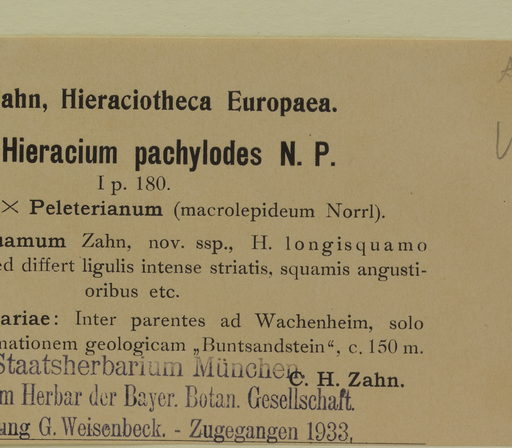 ahn, Hieraciotheca Europaea.
Hieracium pachylodes N. P.
I p. 180.
× Peleterianum (macrolepideum Norrl).
uamum Zahn, nov. ssp., H. longisquamo
ed differt ligulis intense striatis, squamis angusti-
oribus etc.
ariae: Inter parentes ad Wachenheim, solo
mationem geologicam „Buntsandstein“, c. 150 m.
Staatsherbarium München
C. H. Zahn.
m Herbar der Bayer. Botan. Gesellschaft.
ung G. Weisenbeck. - Zugegangen 1933,